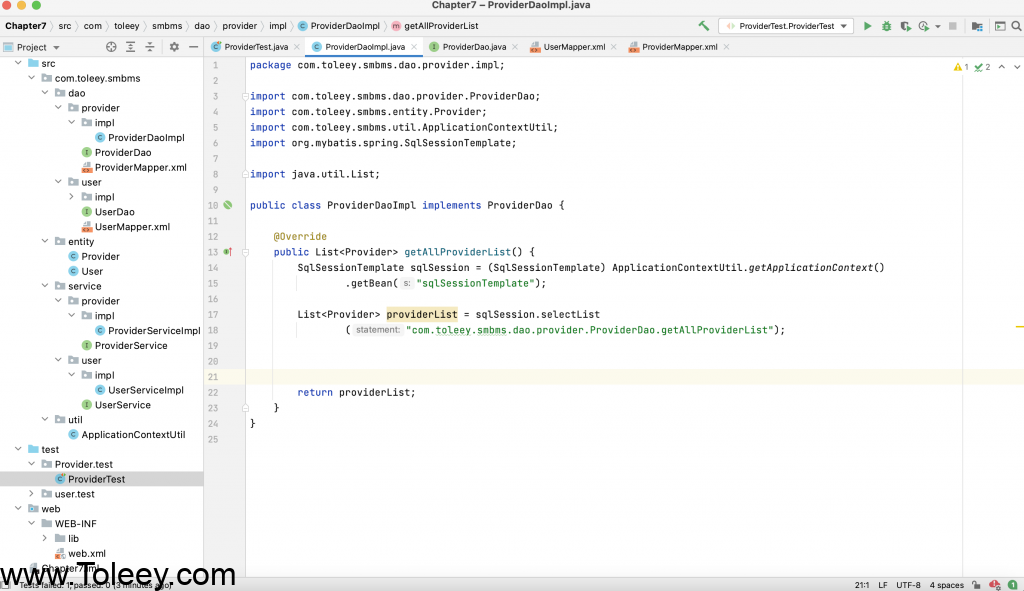 Chapter7 – ProviderDaoImpl.java
Chapter7 › src › com › toleey › smbms › dao › provider › impl › ProviderDaoImpl › getAllProviderList
ProviderTest.ProviderTest
Project
ProviderTest.java × ProviderDaoImpl.java × ProviderDao.java × UserMapper.xml × ProviderMapper.xml ×
src
com.toleey.smbms
dao
provider
impl
ProviderDaoImpl
ProviderDao
ProviderMapper.xml
user
impl
UserDao
UserMapper.xml
entity
Provider
User
service
provider
impl
ProviderServiceImpl
ProviderService
user
impl
UserServiceImpl
UserService
util
ApplicationContextUtil
test
Provider.test
ProviderTest
user.test
web
WEB-INF
lib
web.xml
Chapter7.iml
1 package com.toleey.smbms.dao.provider.impl;
2
3 import com.toleey.smbms.dao.provider.ProviderDao;
4 import com.toleey.smbms.entity.Provider;
5 import com.toleey.smbms.util.ApplicationContextUtil;
6 import org.mybatis.spring.SqlSessionTemplate;
7
8 import java.util.List;
9
10 public class ProviderDaoImpl implements ProviderDao {
11
12 @Override
13 public List<Provider> getAllProviderList() {
14 SqlSessionTemplate sqlSession = (SqlSessionTemplate) ApplicationContextUtil.getApplicationContext()
15 .getBean( s: "sqlSessionTemplate");
16
17 List<Provider> providerList = sqlSession.selectList
18 ( statement: "com.toleey.smbms.dao.provider.ProviderDao.getAllProviderList");
19
20
21
22 return providerList;
23 }
24 }
25
1 2
www.Toleey.com
Tests failed: 1, passed: 0 (3 minutes ago)
21:1 LF UTF-8 4 spaces 1